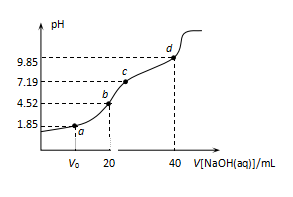 pH
9.85
d
7.19
c
4.52
b
1.85
a
V₀ 20 40 V[NaOH(aq)]/mL